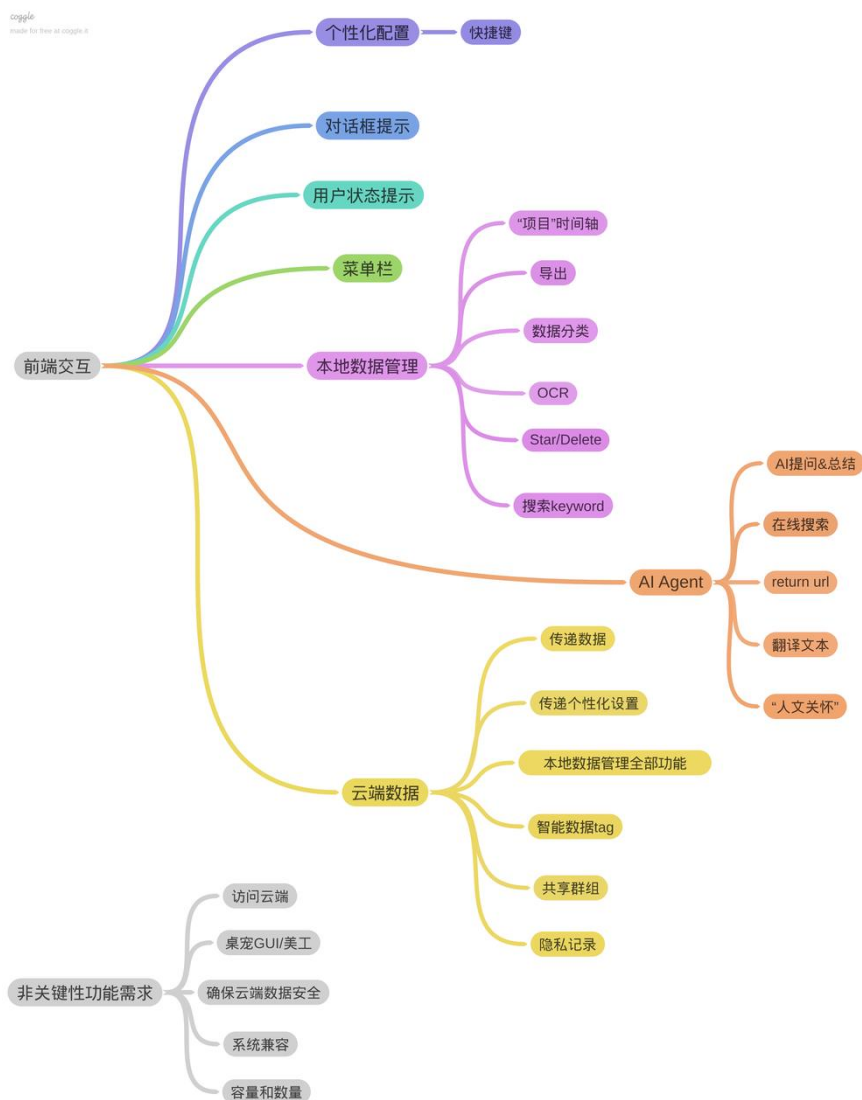 coggle
made for free at coggle.it
个性化配置
快捷键
对话框提示
用户状态提示
菜单栏
前端交互
本地数据管理
“项目”时间轴
导出
数据分类
OCR
Star/Delete
搜索keyword
AI Agent
AI提问&总结
在线搜索
return url
翻译文本
“人文关怀”
云端数据
传递数据
传递个性化设置
本地数据管理全部功能
智能数据tag
共享群组
隐私记录
非关键性功能需求
访问云端
桌宠GUI/美工
确保云端数据安全
系统兼容
容量和数量